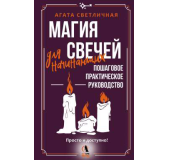 АГАТА СВЕТЛИЧНАЯ
МАГИЯ
для начинающих
СВЕЧЕЙ
ПОШАГОВОЕ
ПРАКТИЧЕСКОЕ
РУКОВОДСТВО
Просто и доступно!